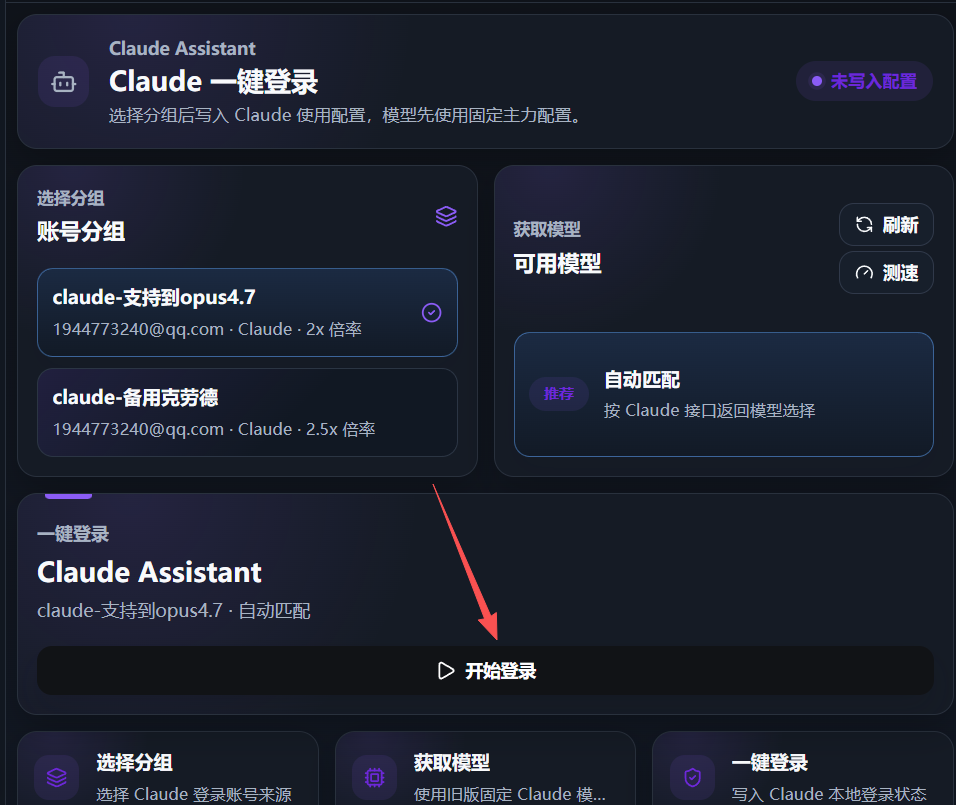 Claude Assistant
Claude 一键登录
选择分组后写入 Claude 使用配置，模型先使用固定主力配置。
未写入配置
选择分组
账号分组
claude-支持到opus4.7
1944773240@qq.com · Claude · 2x 倍率
claude-备用克劳德
1944773240@qq.com · Claude · 2.5x 倍率
获取模型
可用模型
刷新
测速
推荐
自动匹配
按 Claude 接口返回模型选择
一键登录
Claude Assistant
claude-支持到opus4.7 · 自动匹配
开始登录
选择分组
选择 Claude 登录账号来源
获取模型
使用旧版固定 Claude 模...
一键登录
写入 Claude 本地登录状态